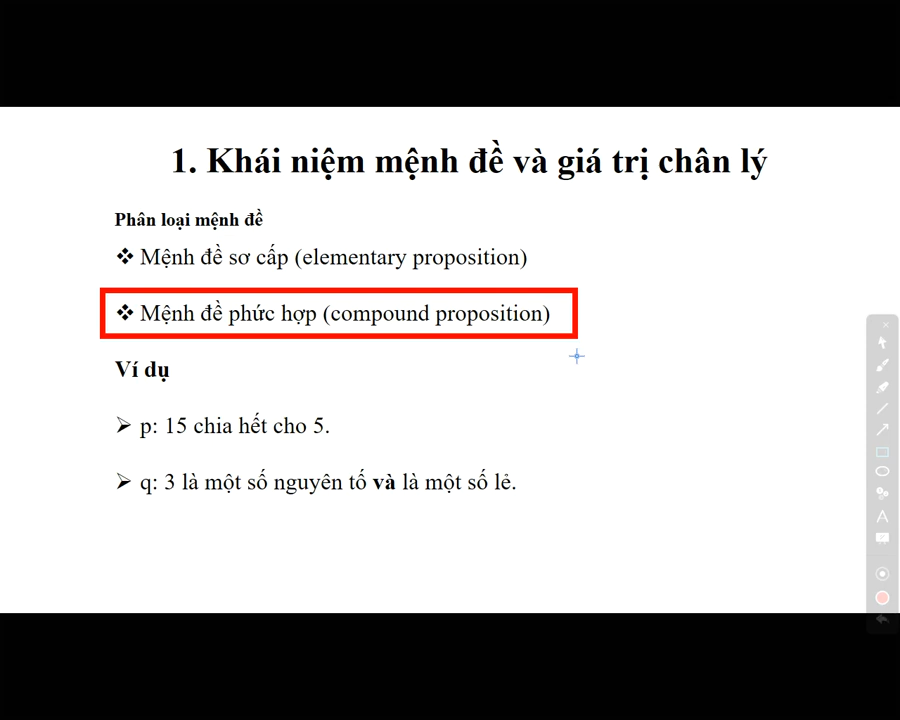 1. Khái niệm mệnh đề và giá trị chân lý
Phân loại mệnh đề
❖ Mệnh đề sơ cấp (elementary proposition)
❖ Mệnh đề phức hợp (compound proposition)
Ví dụ
➢ p: 15 chia hết cho 5.
➢ q: 3 là một số nguyên tố và là một số lẻ.
A